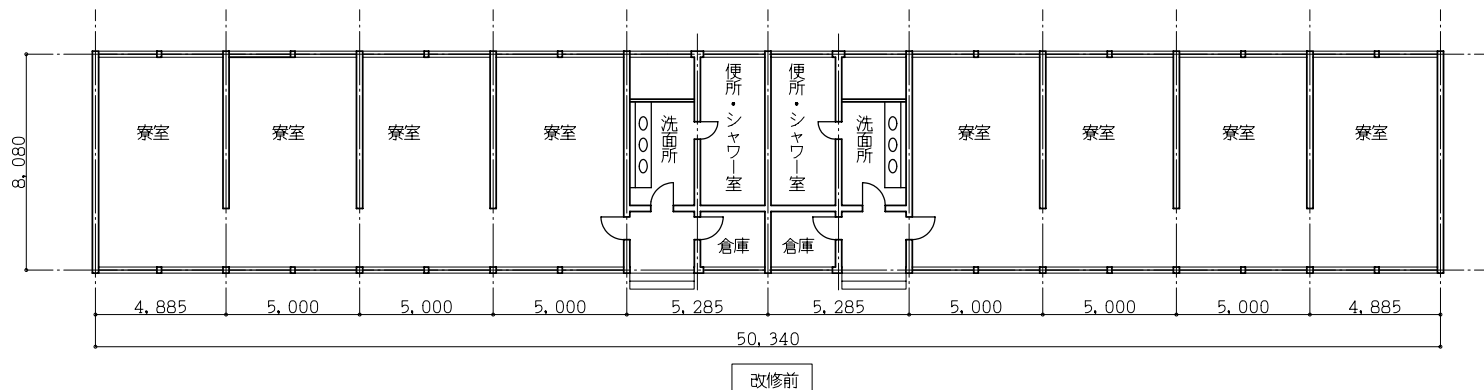 便所・シャワー室
便所・シャワー室
寮室
寮室
寮室
寮室
洗面所
洗面所
寮室
寮室
寮室
寮室
8,080
倉庫
倉庫
4,885
5,000
5,000
5,000
5,285
5,285
5,000
5,000
5,000
4,885
50,340
改修前